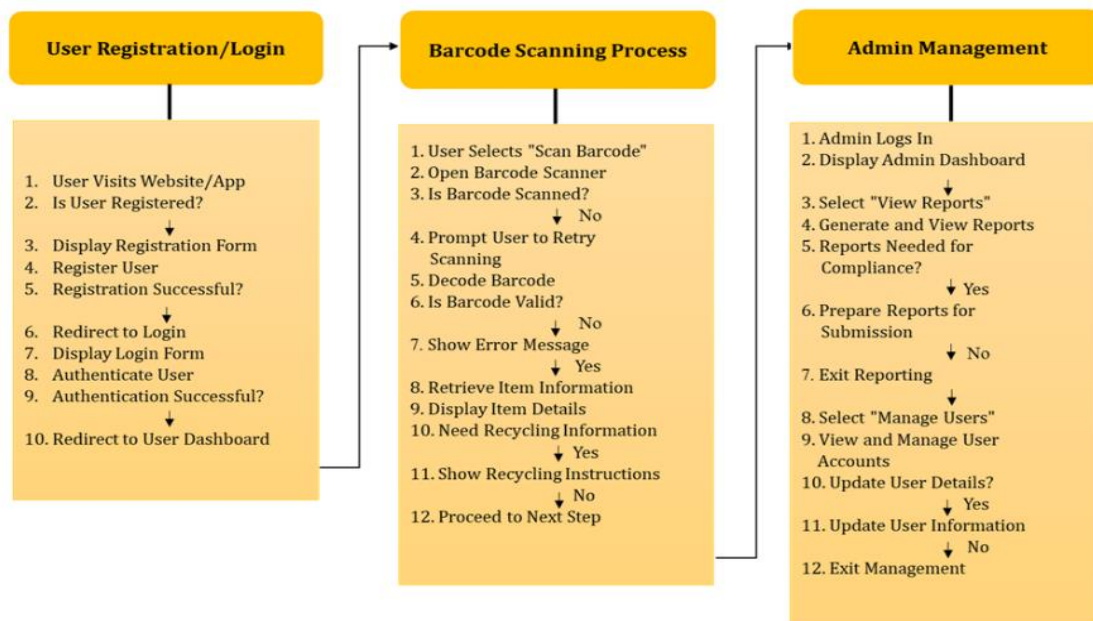 User Registration/Login
1. User Visits Website/App
2. Is User Registered?
3. Display Registration Form
4. Register User
5. Registration Successful?
6. Redirect to Login
7. Display Login Form
8. Authenticate User
9. Authentication Successful?
10. Redirect to User Dashboard
Barcode Scanning Process
1. User Selects "Scan Barcode"
2. Open Barcode Scanner
3. Is Barcode Scanned?
No
4. Prompt User to Retry
Scanning
5. Decode Barcode
6. Is Barcode Valid?
No
7. Show Error Message
Yes
8. Retrieve Item Information
9. Display Item Details
10. Need Recycling Information
Yes
11. Show Recycling Instructions
No
12. Proceed to Next Step
Admin Management
1. Admin Logs In
2. Display Admin Dashboard
3. Select "View Reports"
4. Generate and View Reports
5. Reports Needed for
Compliance?
Yes
6. Prepare Reports for
Submission
No
7. Exit Reporting
8. Select "Manage Users"
9. View and Manage User
Accounts
10. Update User Details?
Yes
11. Update User Information
No
12. Exit Management